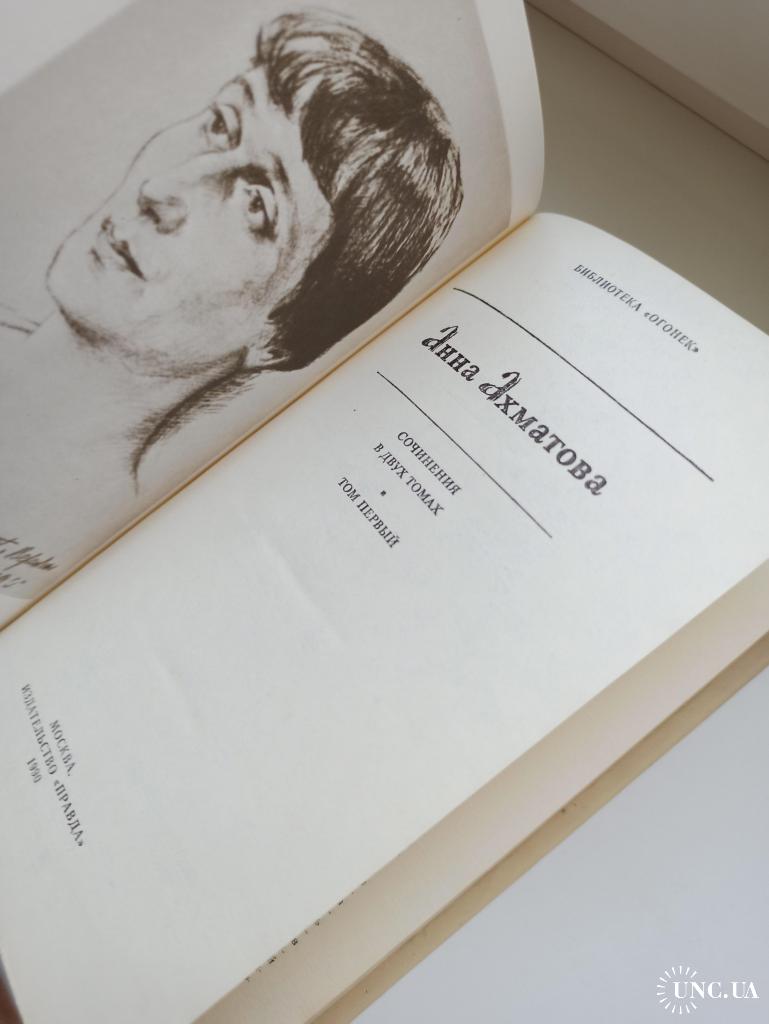 БИБЛИОТЕКА «ОГОНЕК»
Анна Ахматова
СОЧИНЕНИЯ
В ДВУХ ТОМАХ
ТОМ ПЕРВЫЙ
МОСКВА.
ИЗДАТЕЛЬСТВО «ПРАВДА»
1990
UNC.UA